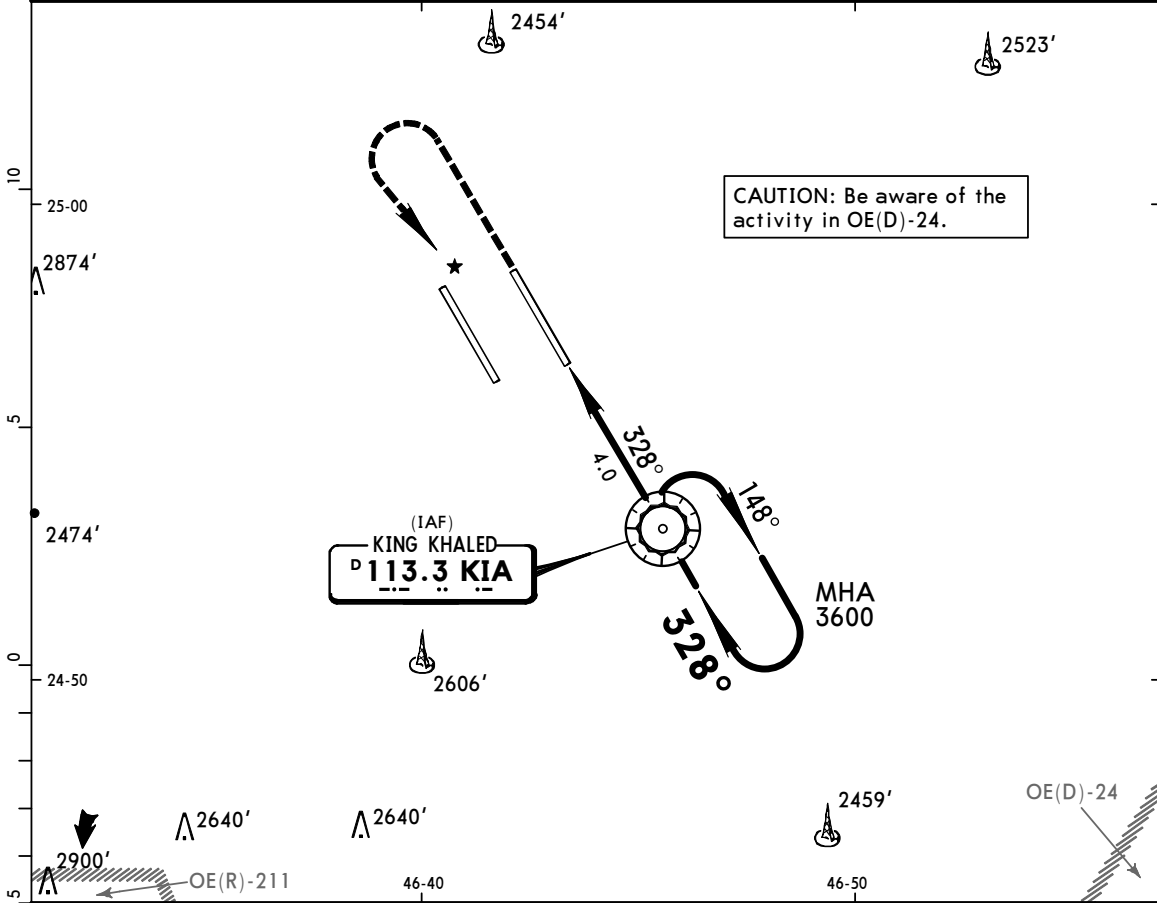 2454'
2523'
10
25-00
CAUTION: Be aware of the
activity in OE(D)-24.
2874'
5
328°
4.0
148°
2474'
(IAF)
KING KHALED
D 113.3 KIA
MHA
3600
328°
0
24-50
2606'
2640'
2640'
2459'
OE(D)-24
2900'
OE(R)-211
5
46-40
46-50